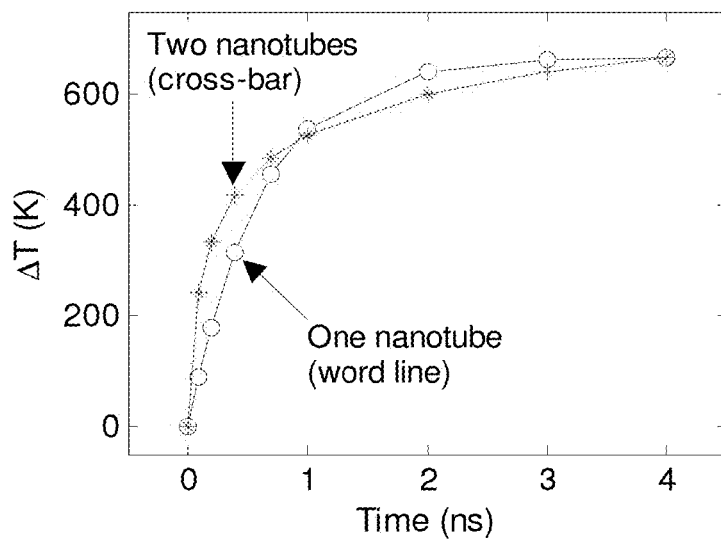 Two nanotubes
(cross-bar)
600
400
200
0
ΔT (K)
One nanotube
(word line)
0 1 2 3 4
Time (ns)